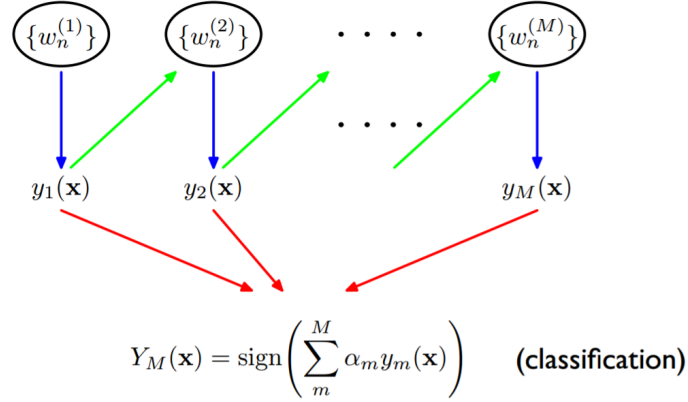 {w_n^{(1)}} {w_n^{(2)}} · · · · {w_n^{(M)}}
· · · ·
y_1(x) y_2(x) y_M(x)
Y_M(x) = sign(∑_m^M α_m y_m(x)) (classification)